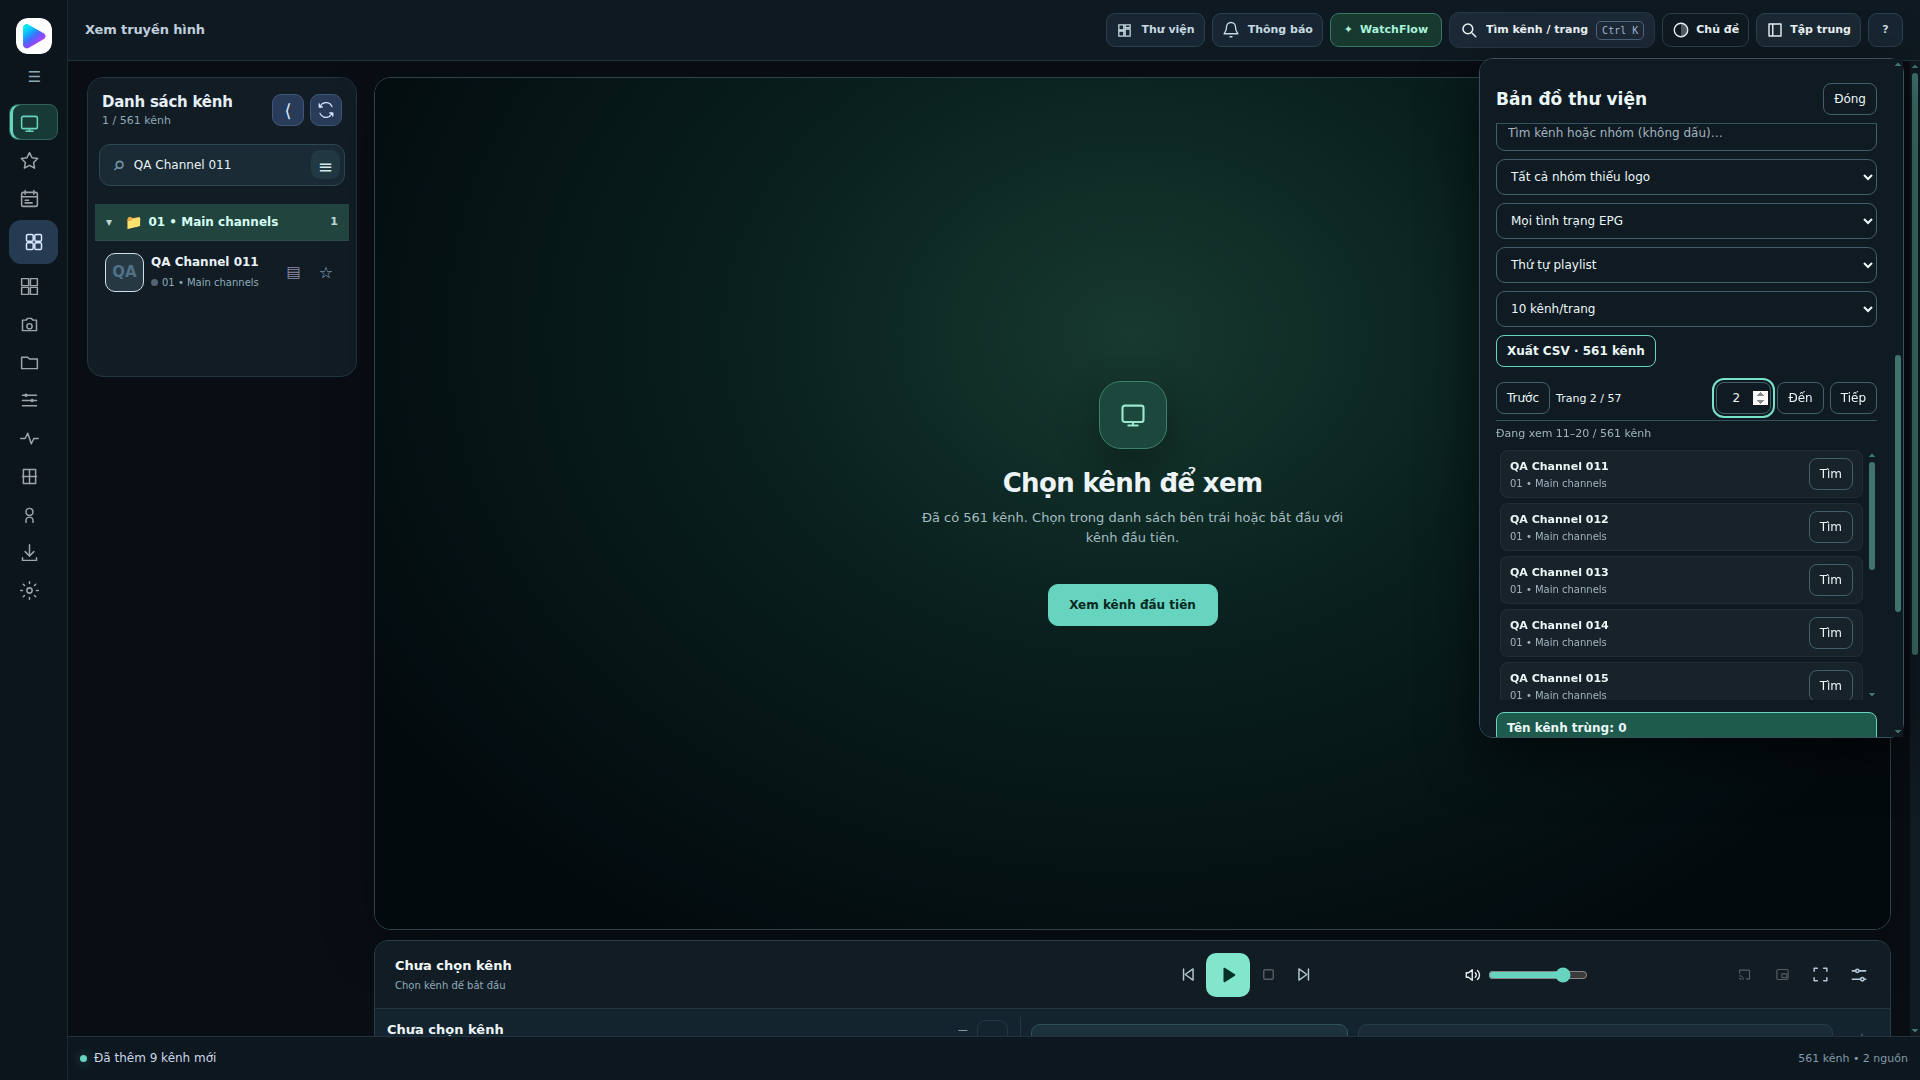 Xem truyền hình
Thư viện
Thông báo
✦ WatchFlow
Tìm kênh / trang
Ctrl K
Chủ đề
Tập trung
?
Danh sách kênh
1 / 561 kênh
QA Channel 011
01 • Main channels
1
QA
QA Channel 011
01 • Main channels
Chọn kênh để xem
Đã có 561 kênh. Chọn trong danh sách bên trái hoặc bắt đầu với
kênh đầu tiên.
Xem kênh đầu tiên
Bản đồ thư viện
Đóng
Tìm kênh hoặc nhóm (không dấu)...
Tất cả nhóm thiếu logo
Mọi tình trạng EPG
Thứ tự playlist
10 kênh/trang
Xuất CSV · 561 kênh
Trước
Trang 2 / 57
2
Đến
Tiếp
Đang xem 11–20 / 561 kênh
QA Channel 011
01 • Main channels
Tìm
QA Channel 012
01 • Main channels
Tìm
QA Channel 013
01 • Main channels
Tìm
QA Channel 014
01 • Main channels
Tìm
QA Channel 015
01 • Main channels
Tìm
Tên kênh trùng: 0
Chưa chọn kênh
Chọn kênh để bắt đầu
Chưa chọn kênh
Đã thêm 9 kênh mới
561 kênh • 2 nguồn